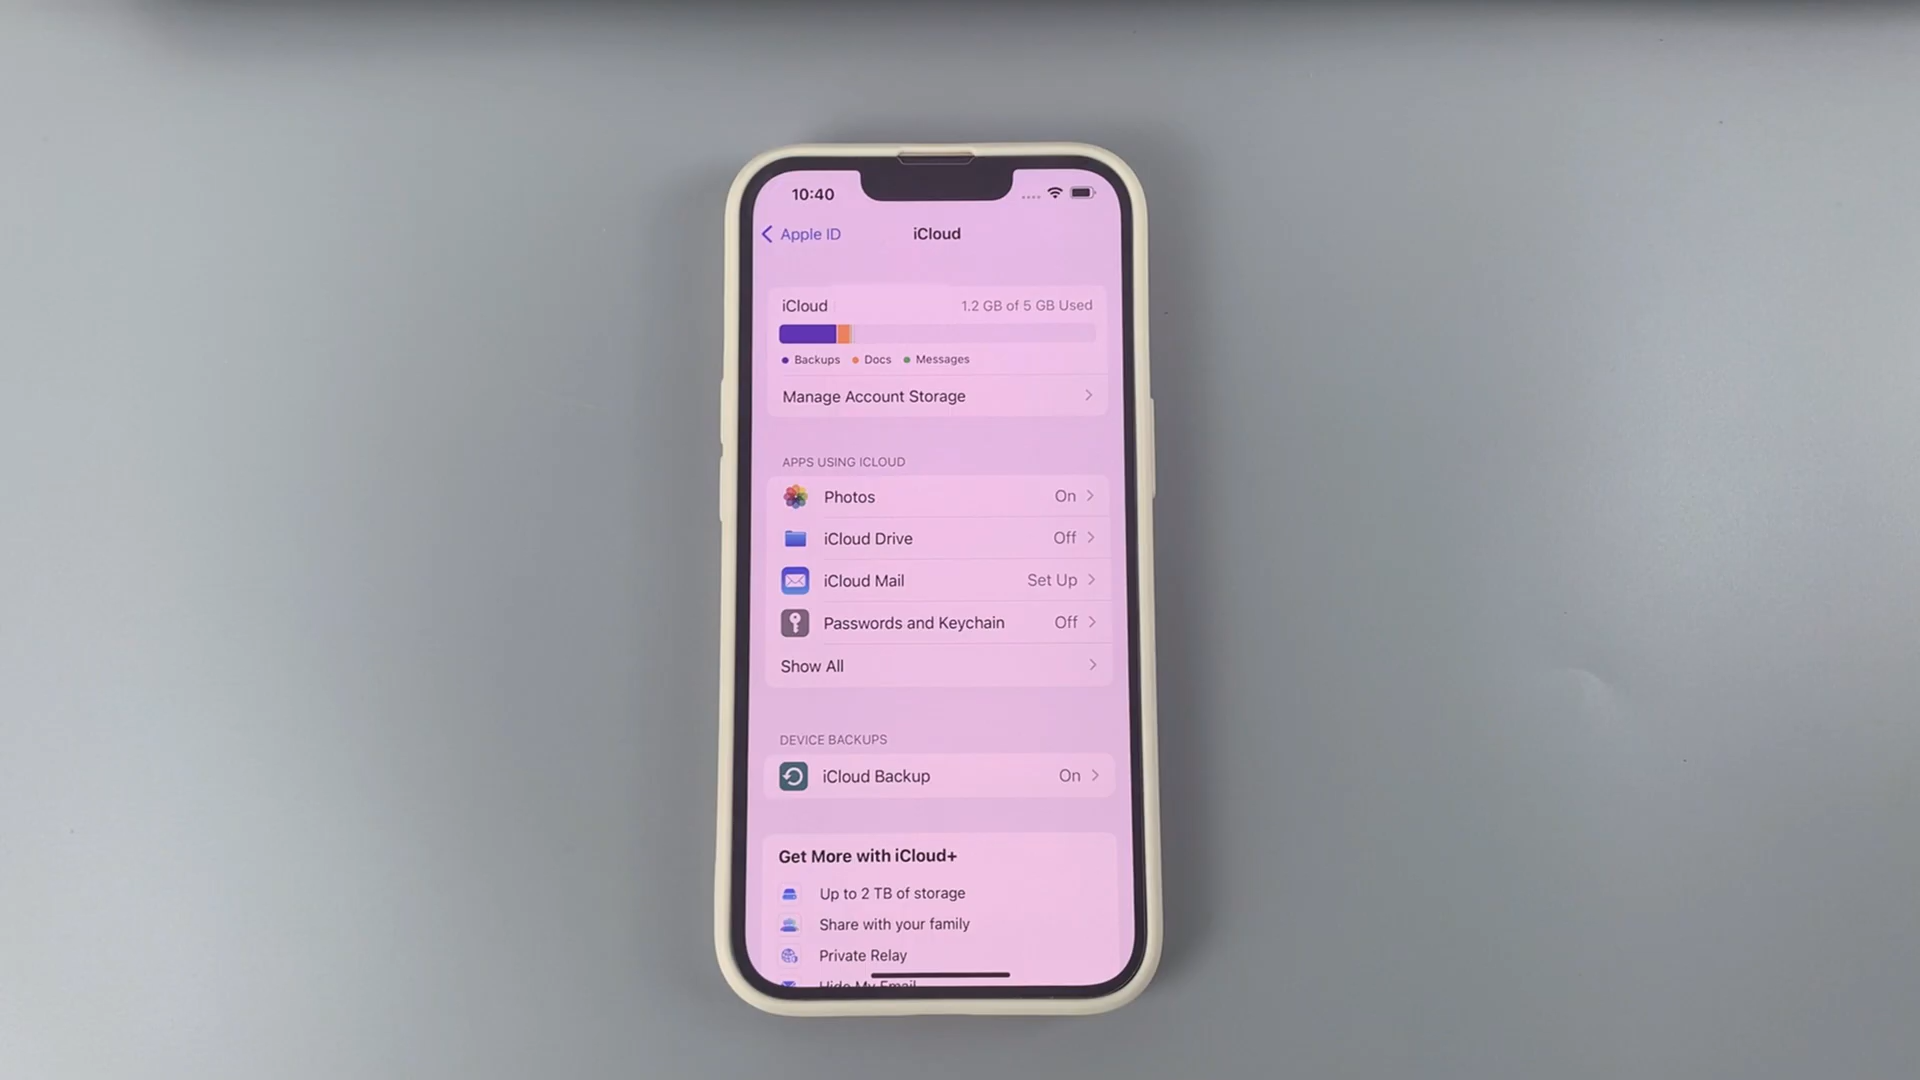 10:40
Apple ID
iCloud
iCloud 1.2 GB of 5 GB Used
Backups Docs Messages
Manage Account Storage
APPS USING ICLOUD
Photos On
iCloud Drive Off
iCloud Mail Set Up
Passwords and Keychain Off
Show All
DEVICE BACKUPS
iCloud Backup On
Get More with iCloud+
Up to 2 TB of storage
Share with your family
Private Relay
Hide My Email